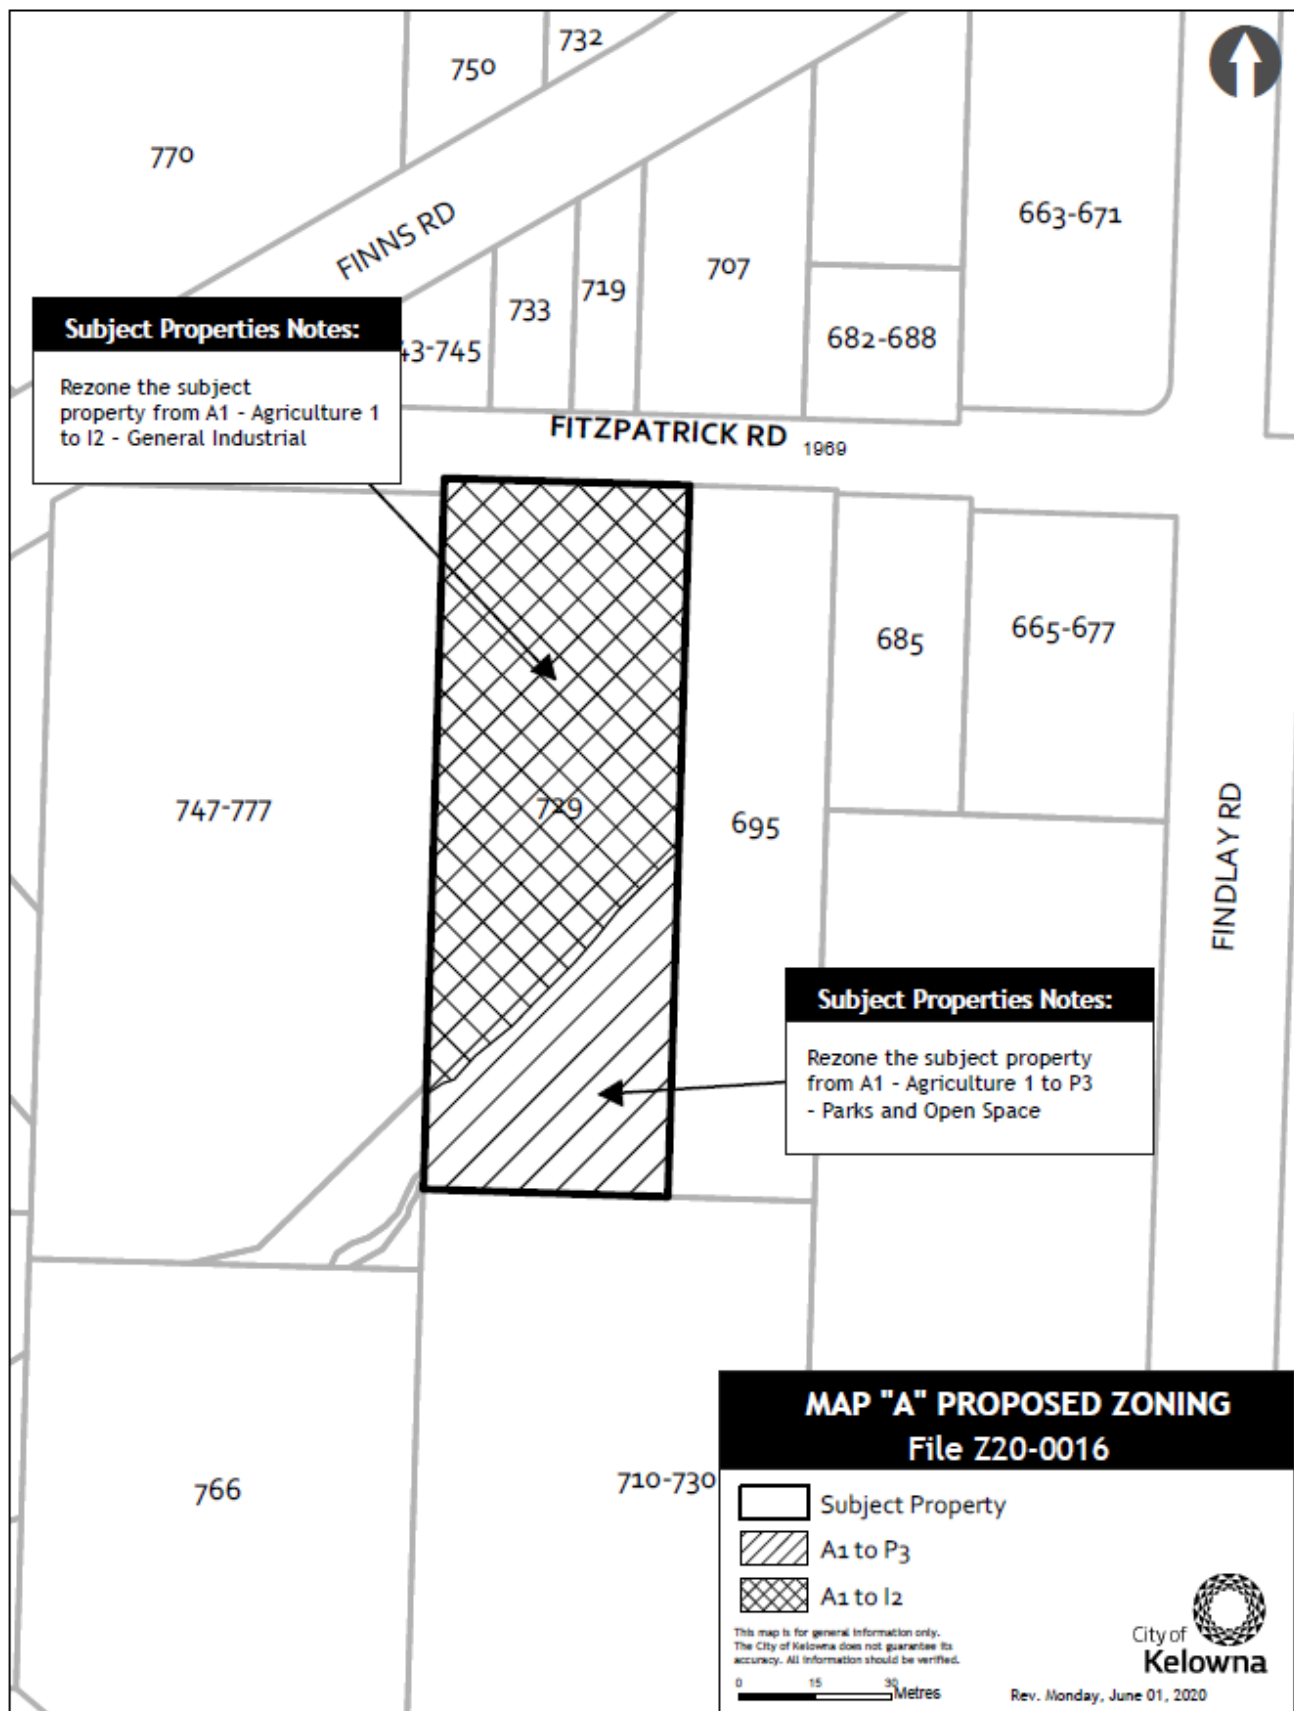 732
750
770
663-671
FINNS RD
707
719
733
682-688
43-745
Subject Properties Notes:
Rezone the subject
property from A1 - Agriculture 1
to I2 - General Industrial
FITZPATRICK RD
1969
685
665-677
747-777
729
695
FINDLAY RD
Subject Properties Notes:
Rezone the subject property
from A1 - Agriculture 1 to P3
- Parks and Open Space
766
710-730
MAP "A" PROPOSED ZONING
File Z20-0016
Subject Property
A1 to P3
A1 to I2
This map is for general information only.
The City of Kelowna does not guarantee its
accuracy. All information should be verified.
0 15 30 Metres
City of
Kelowna
Rev. Monday, June 01, 2020